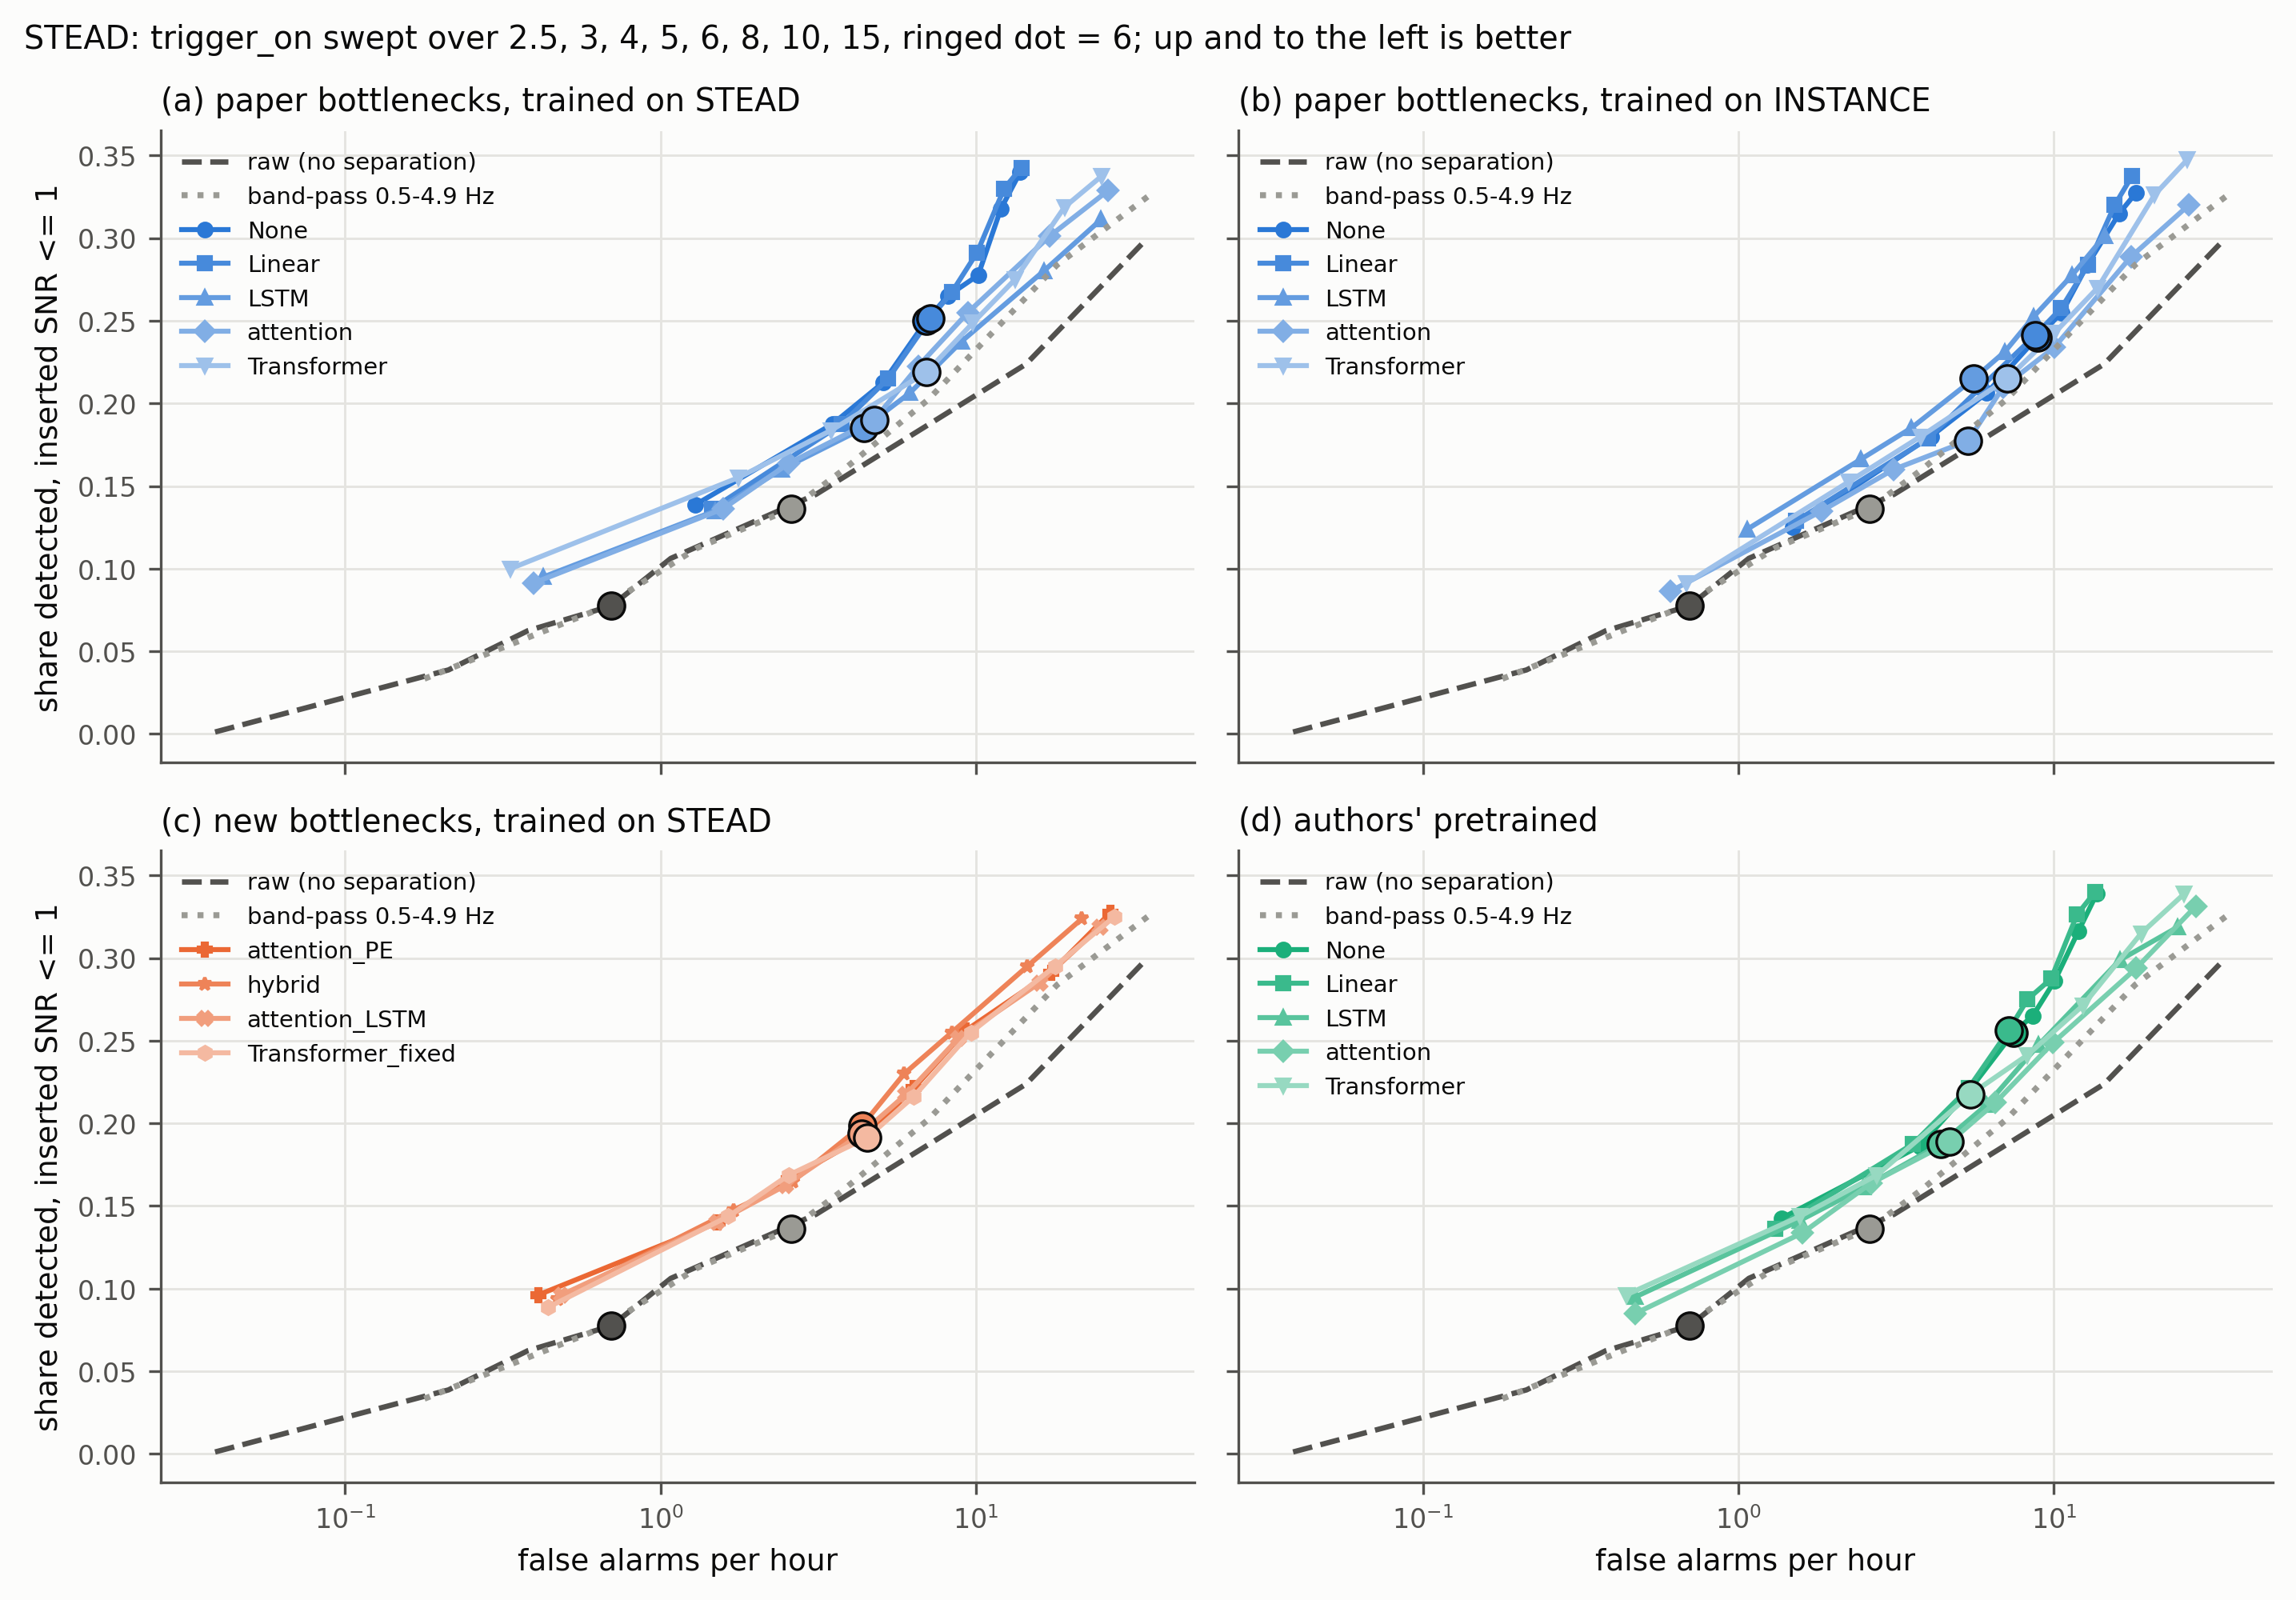 STEAD: trigger_on swept over 2.5, 3, 4, 5, 6, 8, 10, 15, ringed dot = 6; up and to the left is better
(a) paper bottlenecks, trained on STEAD
share detected, inserted SNR <= 1
0.35
0.30
0.25
0.20
0.15
0.10
0.05
0.00
raw (no separation)
band-pass 0.5-4.9 Hz
None
Linear
LSTM
attention
Transformer
(b) paper bottlenecks, trained on INSTANCE
raw (no separation)
band-pass 0.5-4.9 Hz
None
Linear
LSTM
attention
Transformer
(c) new bottlenecks, trained on STEAD
share detected, inserted SNR <= 1
0.35
0.30
0.25
0.20
0.15
0.10
0.05
0.00
raw (no separation)
band-pass 0.5-4.9 Hz
attention_PE
hybrid
attention_LSTM
Transformer_fixed
10⁻¹ 10⁰ 10¹
false alarms per hour
(d) authors' pretrained
raw (no separation)
band-pass 0.5-4.9 Hz
None
Linear
LSTM
attention
Transformer
10⁻¹ 10⁰ 10¹
false alarms per hour